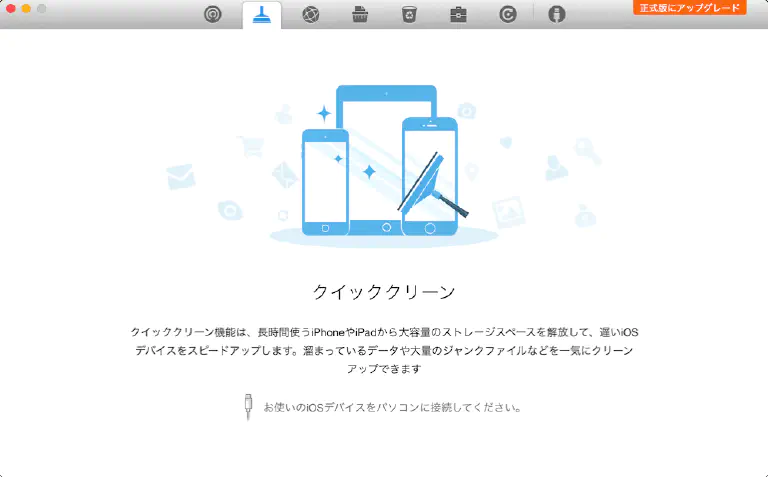 正式版にアップグレード
クイッククリーン
クイッククリーン機能は、長時間使うiPhoneやiPadから大容量のストレージスペースを解放して、遅いiOS
デバイスをスピードアップします。溜まっているデータや大量のジャンクファイルなどを一気にクリーン
アップできます
お使いのiOSデバイスをパソコンに接続してください。